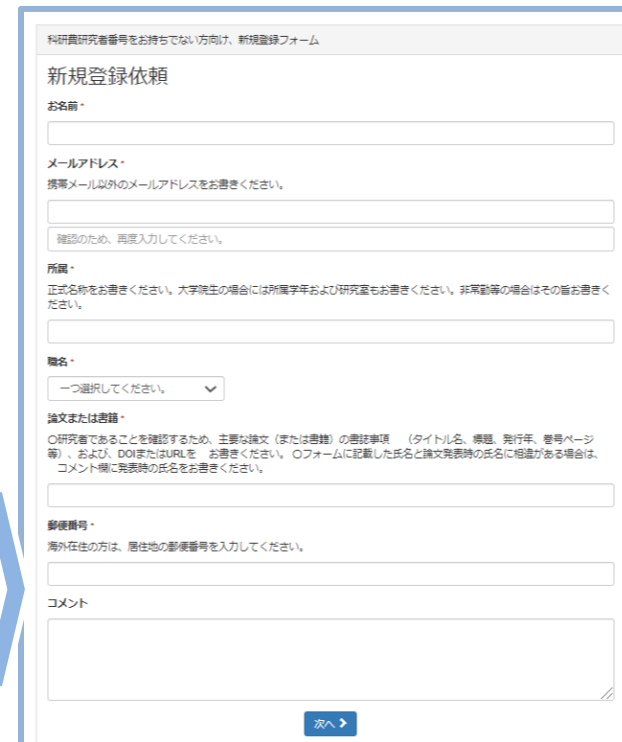 科研費研究者番号をお持ちでない方向け、新規登録フォーム
新規登録依頼
お名前*
メールアドレス*
携帯メール以外のメールアドレスをお書きください。
確認のため、再度入力してください。
所属*
正式名称をお書きください。大学院生の場合には所属学年および研究室もお書きください。非常勤等の場合はその旨お書きく
ださい。
職名*
一つ選択してください。
論文または書籍*
○研究者であることを確認するため、主要な論文（または書籍）の書誌事項　（タイトル名、標題、発行年、巻号ページ
等）、および、DOIまたはURLを　お書きください。 ○フォームに記載した氏名と論文発表時の氏名に相違がある場合は、
コメント欄に発表時の氏名をお書きください。
郵便番号*
海外在住の方は、居住地の郵便番号を入力してください。
コメント
次へ